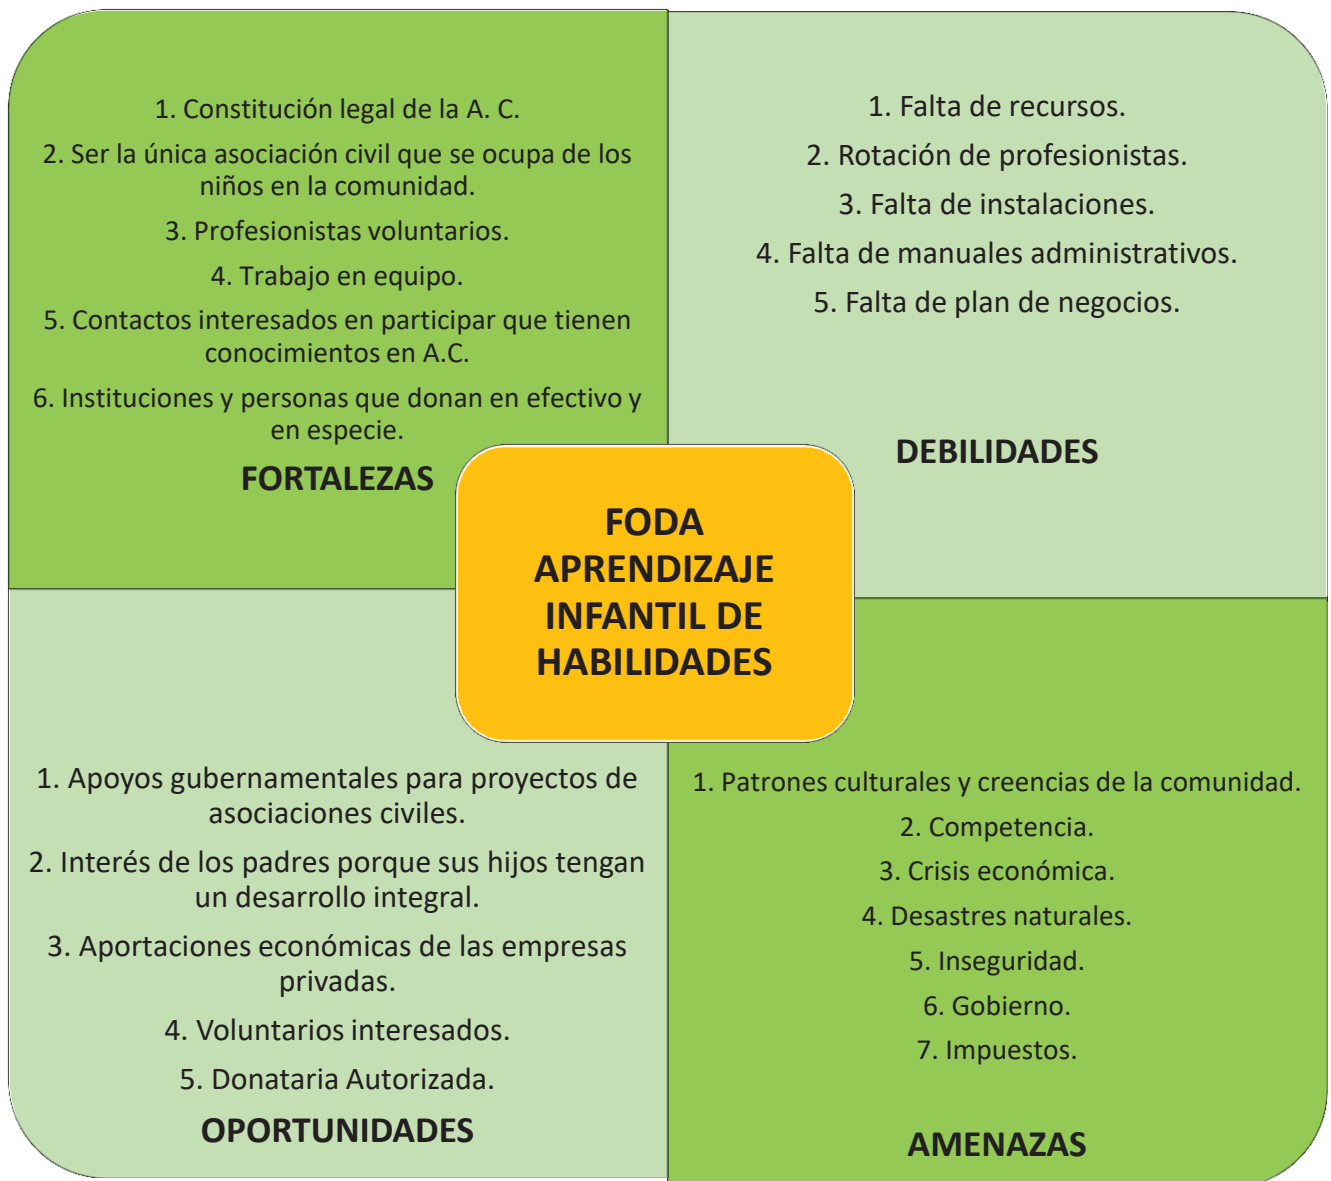 1. Constitución legal de la A. C.
2. Ser la única asociación civil que se ocupa de los
niños en la comunidad.
3. Profesionistas voluntarios.
4. Trabajo en equipo.
5. Contactos interesados en participar que tienen
conocimientos en A.C.
6. Instituciones y personas que donan en efectivo y
en especie.
FORTALEZAS
1. Falta de recursos.
2. Rotación de profesionistas.
3. Falta de instalaciones.
4. Falta de manuales administrativos.
5. Falta de plan de negocios.
DEBILIDADES
FODA
APRENDIZAJE
INFANTIL DE
HABILIDADES
1. Apoyos gubernamentales para proyectos de
asociaciones civiles.
2. Interés de los padres porque sus hijos tengan
un desarrollo integral.
3. Aportaciones económicas de las empresas
privadas.
4. Voluntarios interesados.
5. Donataria Autorizada.
OPORTUNIDADES
1. Patrones culturales y creencias de la comunidad.
2. Competencia.
3. Crisis económica.
4. Desastres naturales.
5. Inseguridad.
6. Gobierno.
7. Impuestos.
AMENAZAS